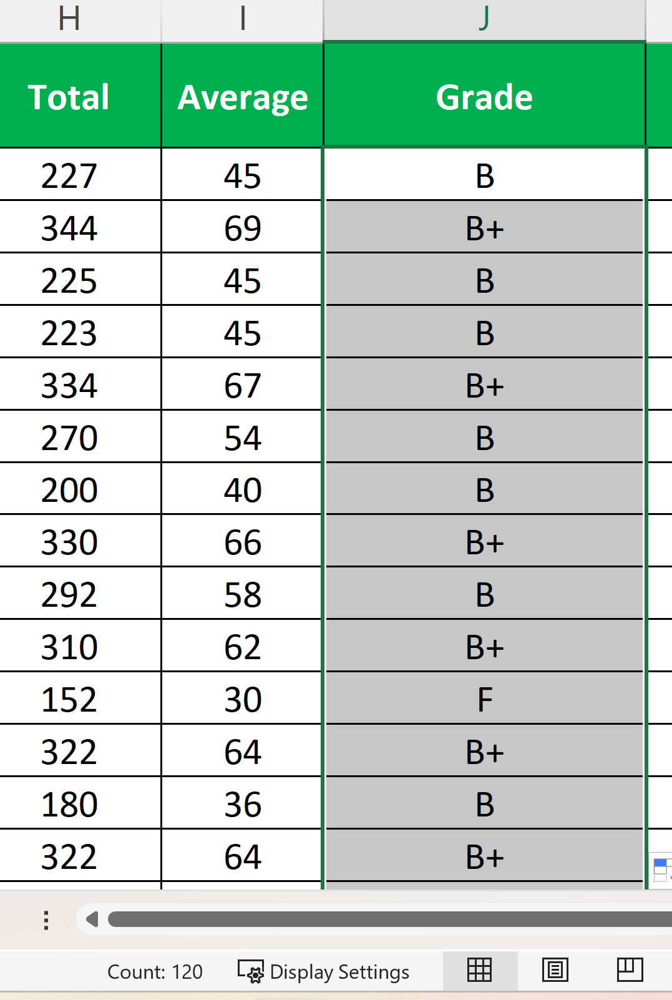 H I J
Total Average Grade
227 45 B
344 69 B+
225 45 B
223 45 B
334 67 B+
270 54 B
200 40 B
330 66 B+
292 58 B
310 62 B+
152 30 F
322 64 B+
180 36 B
322 64 B+
Count: 120 Display Settings